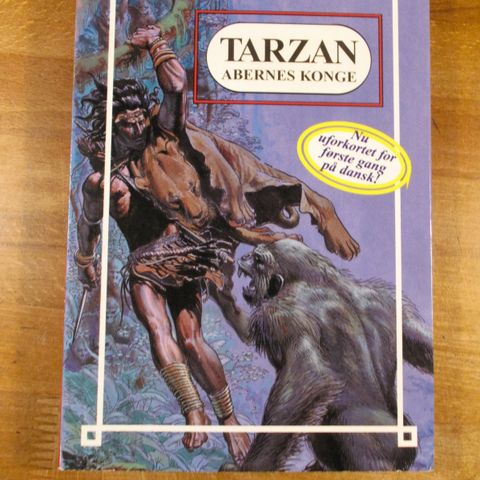 TARZAN
ABERNES KONGE
Nu
uforkortet for
første gang
på dansk!